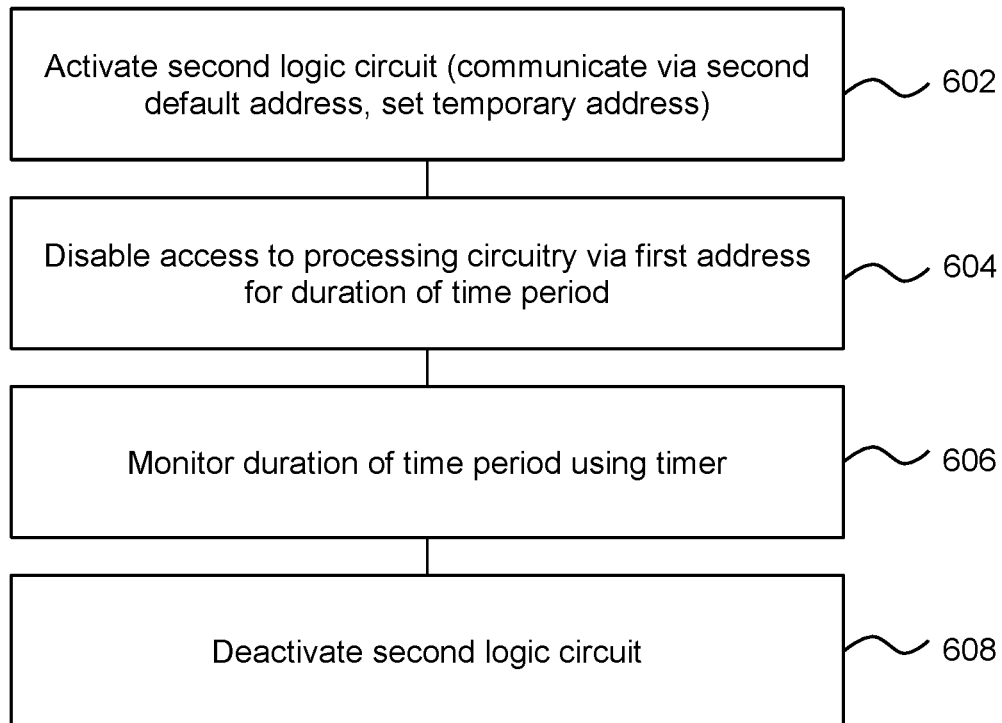 Activate second logic circuit (communicate via second
default address, set temporary address)
602
Disable access to processing circuitry via first address
for duration of time period
604
Monitor duration of time period using timer
606
Deactivate second logic circuit
608